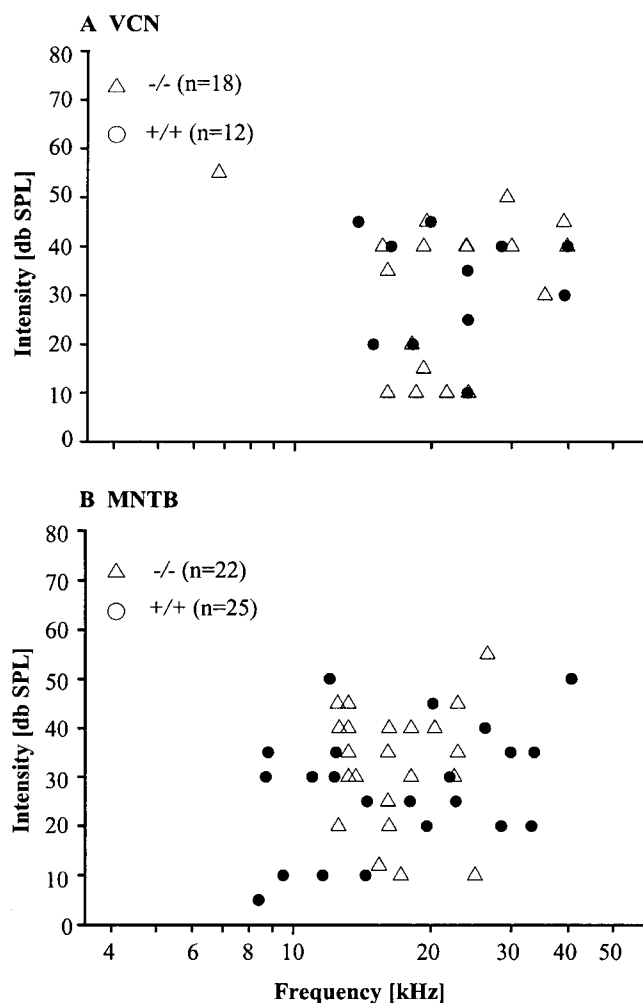 A VCN
80
70
60
50
40
30
20
10
0
Intensity [db SPL]
-/- (n=18)
+/+ (n=12)
B MNTB
80
70
60
50
40
30
20
10
0
Intensity [db SPL]
-/- (n=22)
+/+ (n=25)
4 6 8 10 20 30 40 50
Frequency [kHz]